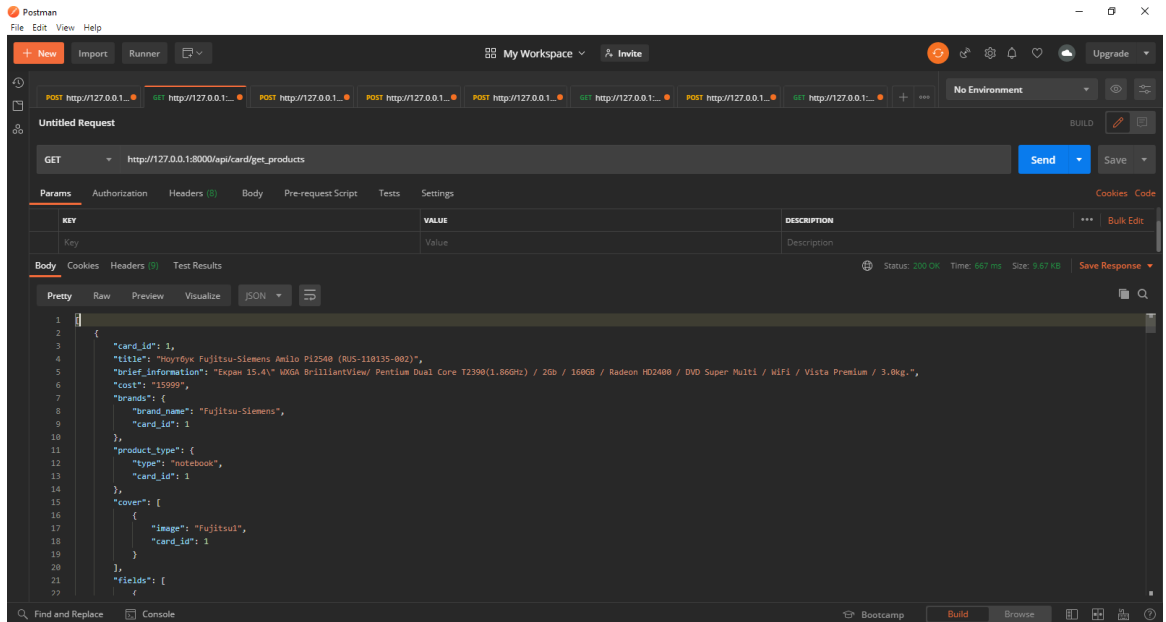 Postman
File Edit View Help
+ New Import Runner My Workspace Invite Upgrade
POST http://127.0.0.1... GET http://127.0.0.1:... POST http://127.0.0.1... POST http://127.0.0.1... POST http://127.0.0.1... GET http://127.0.0.1:... POST http://127.0.0.1... GET http://127.0.0.1:... + No Environment
Untitled Request BUILD
GET http://127.0.0.1:8000/api/card/get_products Send Save
Params Authorization Headers (8) Body Pre-request Script Tests Settings Cookies Code
KEY VALUE DESCRIPTION ••• Bulk Edit
Key Value Description
Body Cookies Headers (9) Test Results Status: 200 OK Time: 667 ms Size: 9.67 KB Save Response
Pretty Raw Preview Visualize JSON
1 [
2 {
3 "card_id": 1,
4 "title": "Ноутбук Fujitsu-Siemens Amilo Pi2540 (RUS-110135-002)",
5 "brief_information": "Екран 15.4\" WXGA BrilliantView/ Pentium Dual Core T2390(1.86GHz) / 2Gb / 160GB / Radeon HD2400 / DVD Super Multi / WiFi / Vista Premium / 3.0kg.",
6 "cost": "15999",
7 "brands": {
8 "brand_name": "Fujitsu-Siemens",
9 "card_id": 1
10 },
11 "product_type": {
12 "type": "notebook",
13 "card_id": 1
14 },
15 "cover": [
16 {
17 "image": "Fujitsu1",
18 "card_id": 1
19 }
20 ],
21 "fields": [
22 {
Find and Replace Console Bootcamp Build Browse